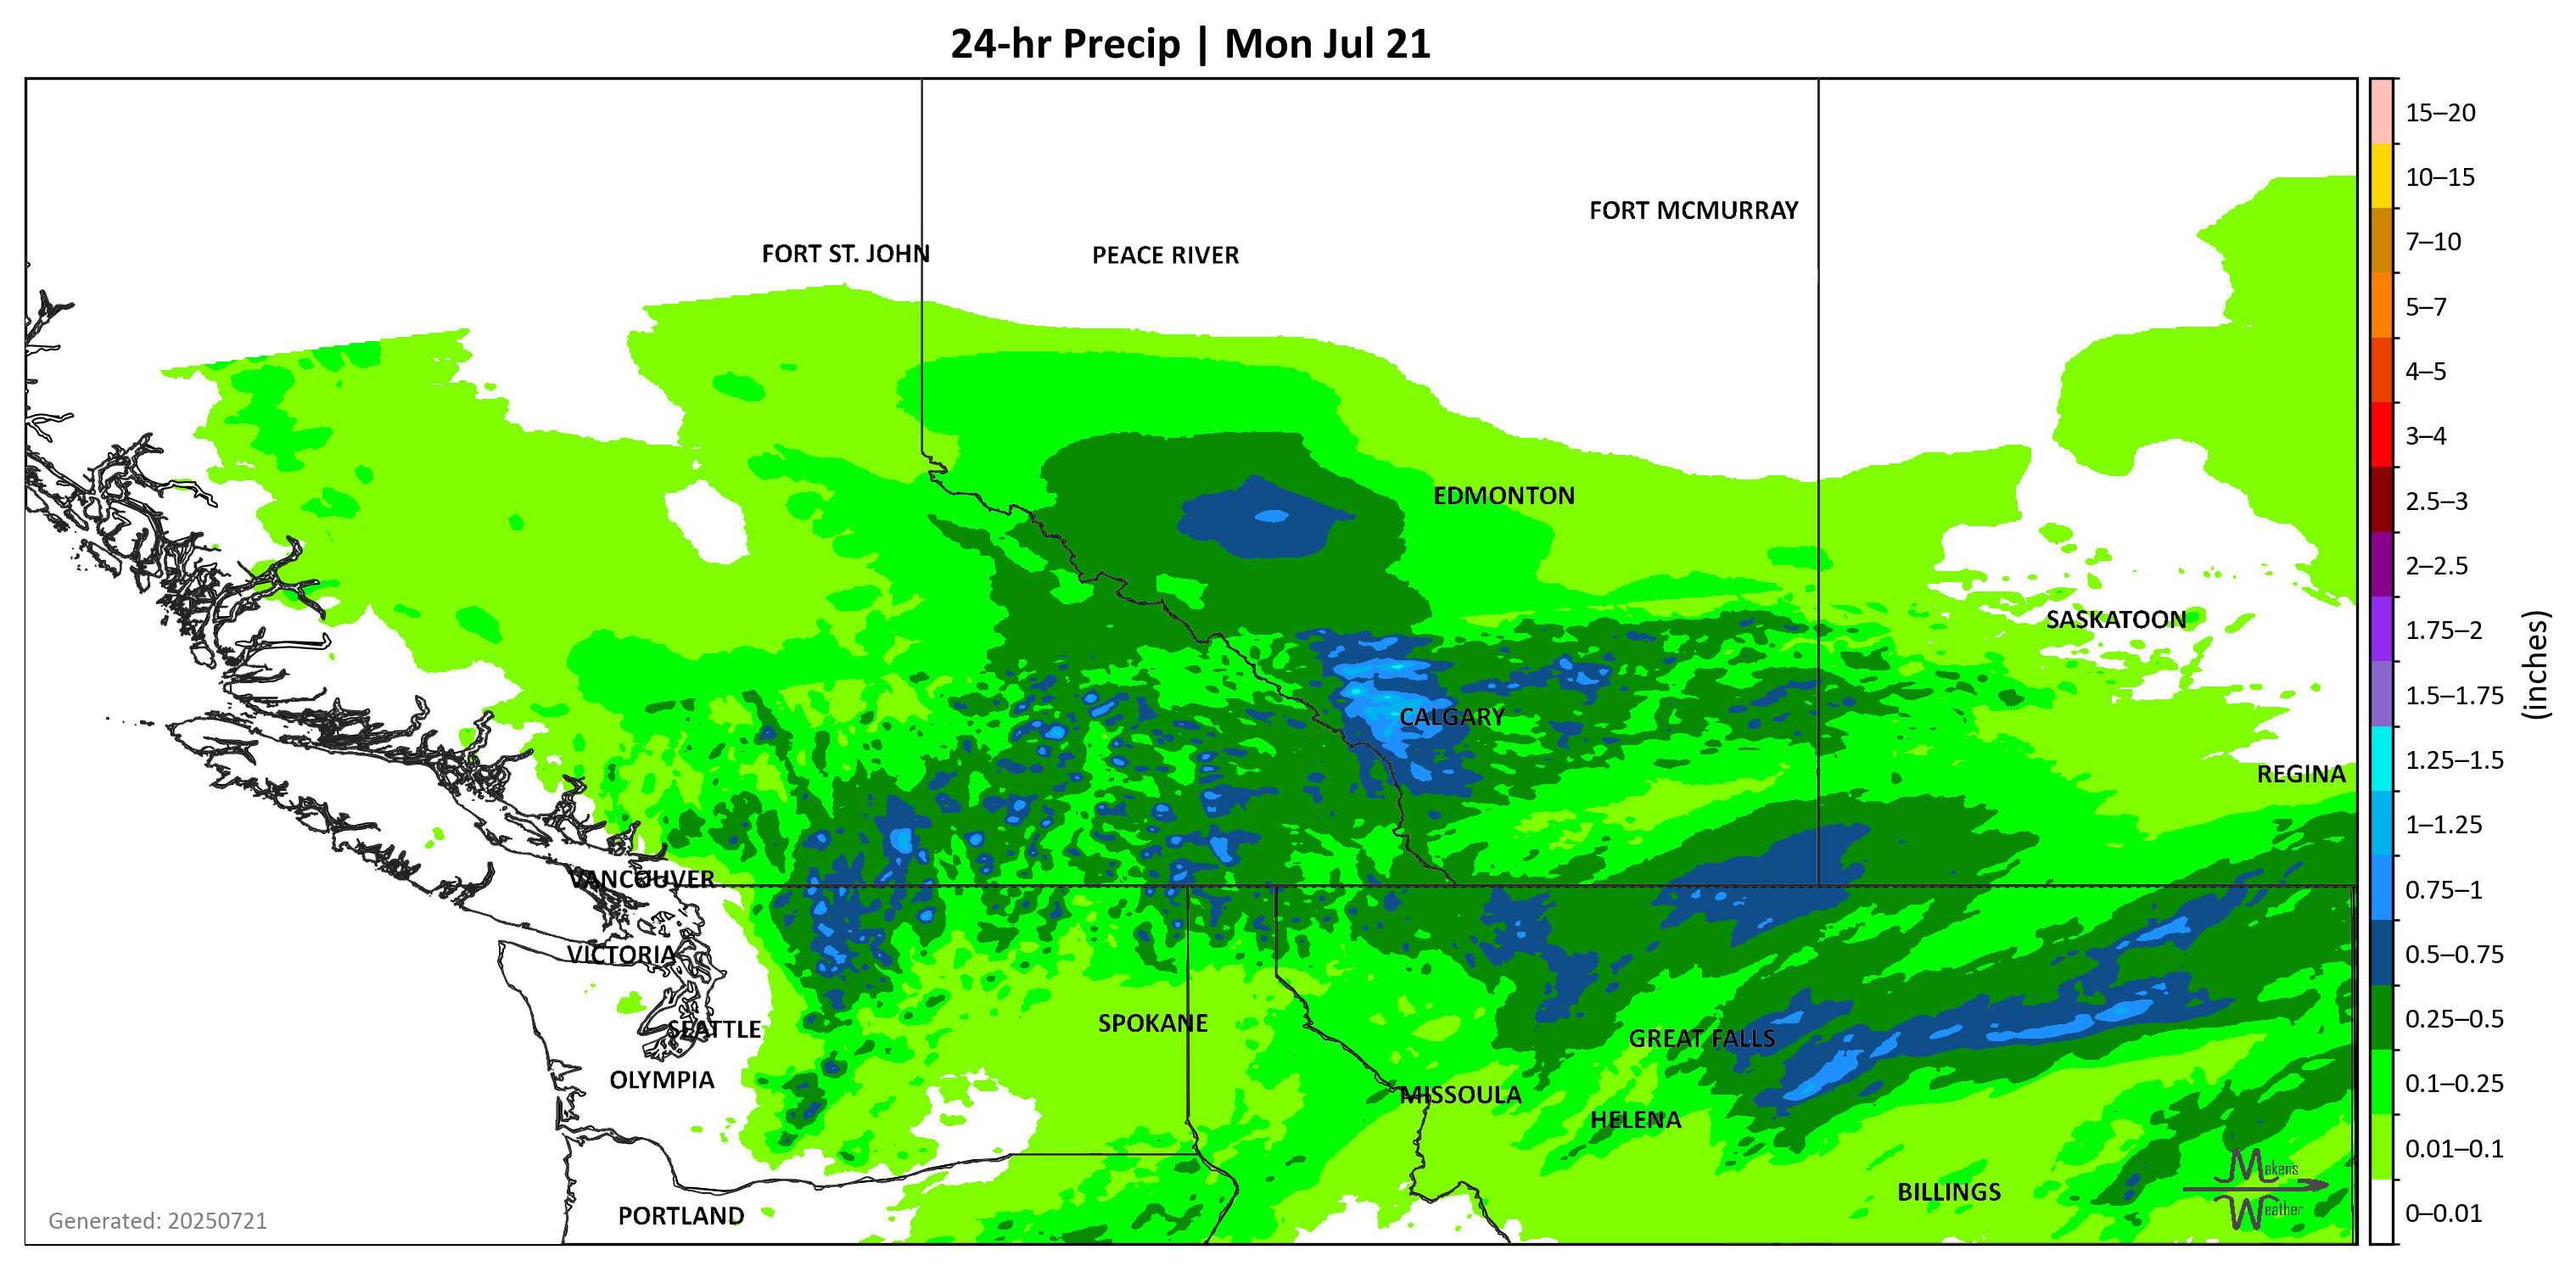 24-hr Precip | Mon Jul 21
FORT MCMURRAY
FORT ST. JOHN
PEACE RIVER
EDMONTON
SASKATOON
CALGARY
REGINA
VANCOUVER
VICTORIA
SPOKANE
SEATTLE
GREAT FALLS
OLYMPIA
MISSOULA
HELENA
BILLINGS
PORTLAND
Generated: 20250721
Makens
Weather
15–20
10–15
7–10
5–7
4–5
3–4
2.5–3
2–2.5
1.75–2
1.5–1.75
1.25–1.5
1–1.25
0.75–1
0.5–0.75
0.25–0.5
0.1–0.25
0.01–0.1
0–0.01
(inches)